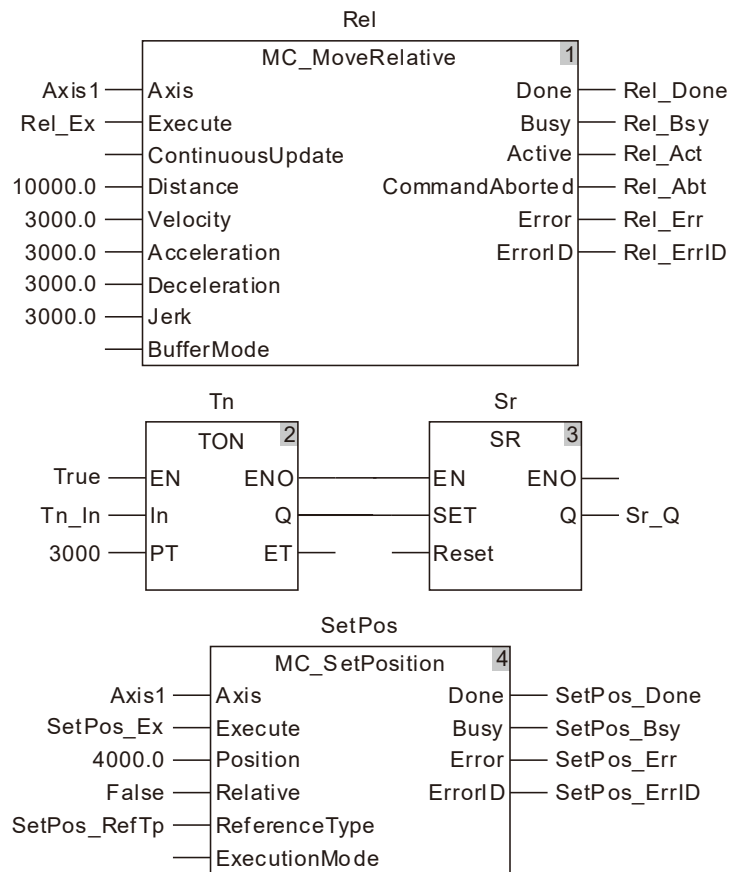 Rel
MC_MoveRelative 1
Axis1 Axis Done Rel_Done
Rel_Ex Execute Busy Rel_Bsy
ContinuousUpdate Active Rel_Act
10000.0 Distance CommandAborted Rel_Abt
3000.0 Velocity Error Rel_Err
3000.0 Acceleration ErrorID Rel_ErrID
3000.0 Deceleration
3000.0 Jerk
BufferMode
Tn Sr
TON 2 SR 3
True EN ENO EN ENO
Tn_In In Q SET Q Sr_Q
3000 PT ET Reset
SetPos
MC_SetPosition 4
Axis1 Axis Done SetPos_Done
SetPos_Ex Execute Busy SetPos_Bsy
4000.0 Position Error SetPos_Err
False Relative ErrorID SetPos_ErrID
SetPos_RefTp ReferenceType
ExecutionMode